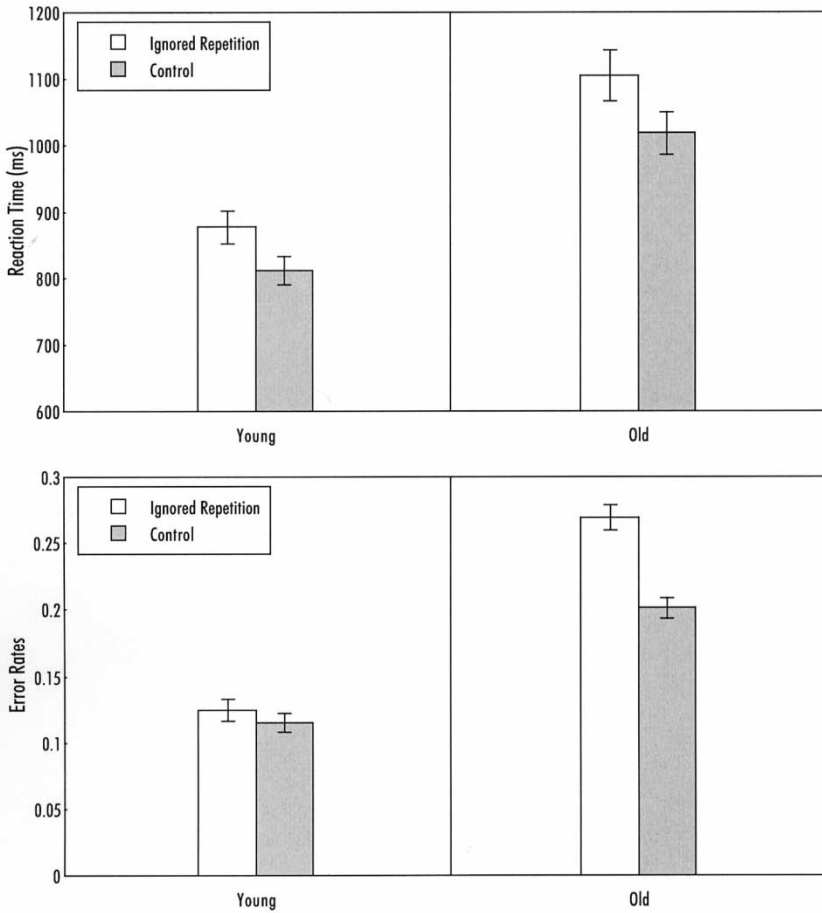 1200
1100
1000
900
800
700
600
Reaction Time (ms)
Ignored Repetition
Control
Young
Old
0.3
0.25
0.2
0.15
0.1
0.05
0
Error Rates
Ignored Repetition
Control
Young
Old